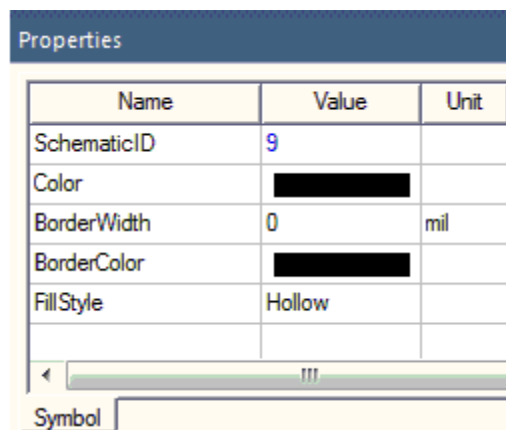 Properties
Name Value Unit
SchematicID 9
Color
BorderWidth 0 mil
BorderColor
FillStyle Hollow
Symbol